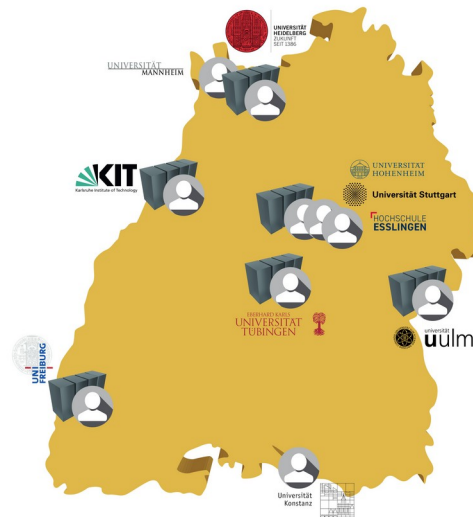 UNIVERSITÄT
HEIDELBERG
ZUKUNFT
SEIT 1386
UNIVERSITÄT
MANNHEIM
KIT
Karlsruhe Institute of Technology
UNIVERSITÄT
HOHENHEIM
Universität Stuttgart
HOCHSCHULE
ESSLINGEN
EBERHARD KARLS
UNIVERSITÄT
TÜBINGEN
universität
uulm
UNI
FREIBURG
Universität
Konstanz